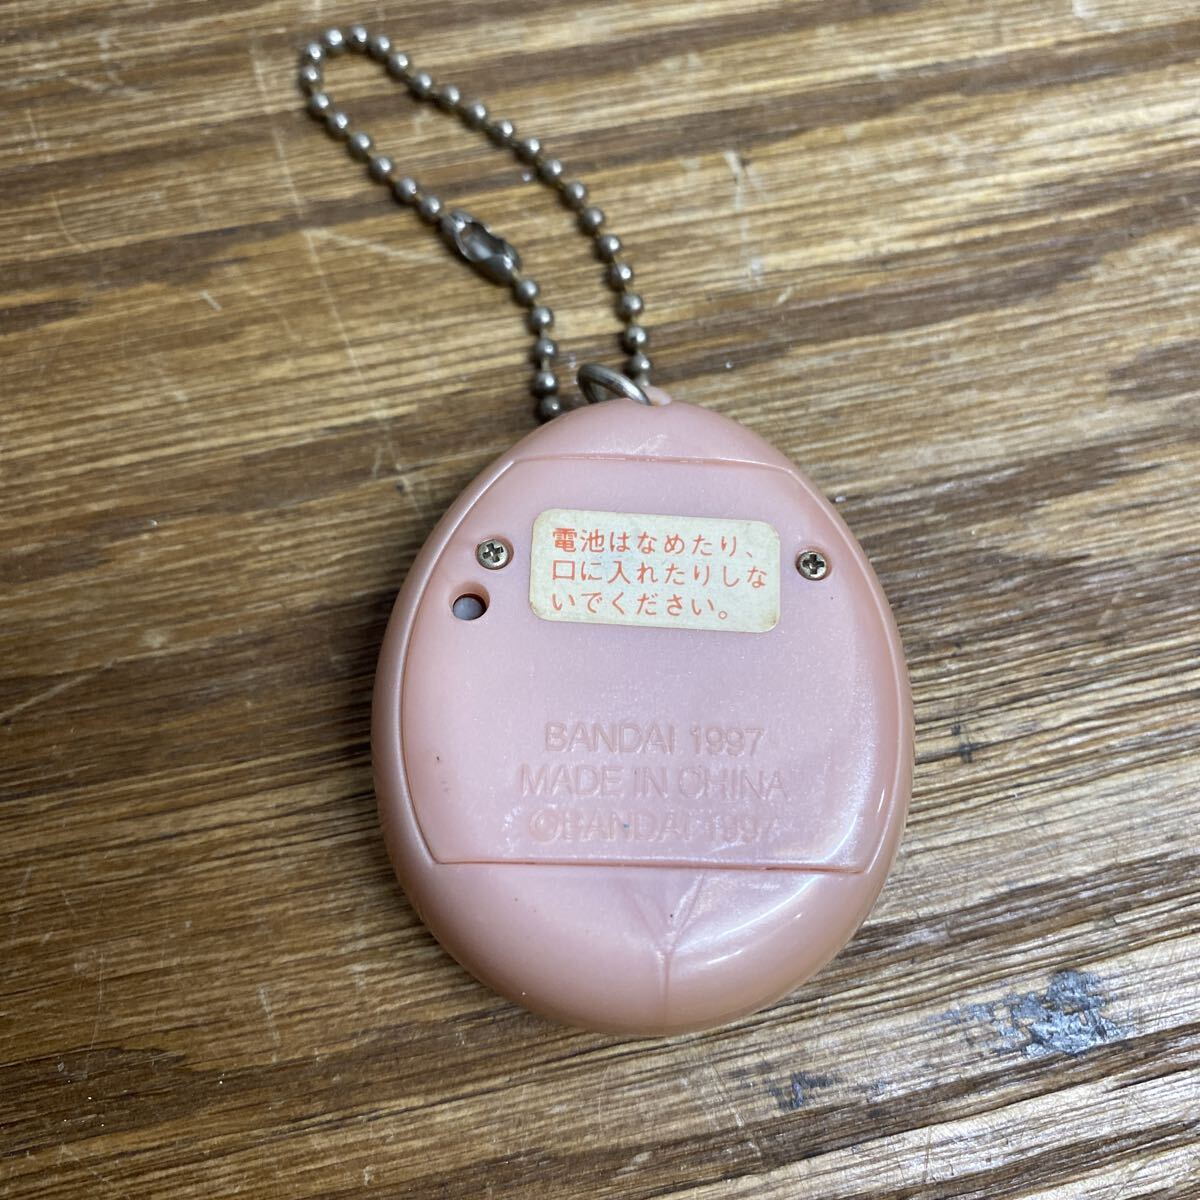 電池はなめたり、
口に入れたりしな
いでください。
BANDAI 1997
MADE IN CHINA
©BANDAI 1997